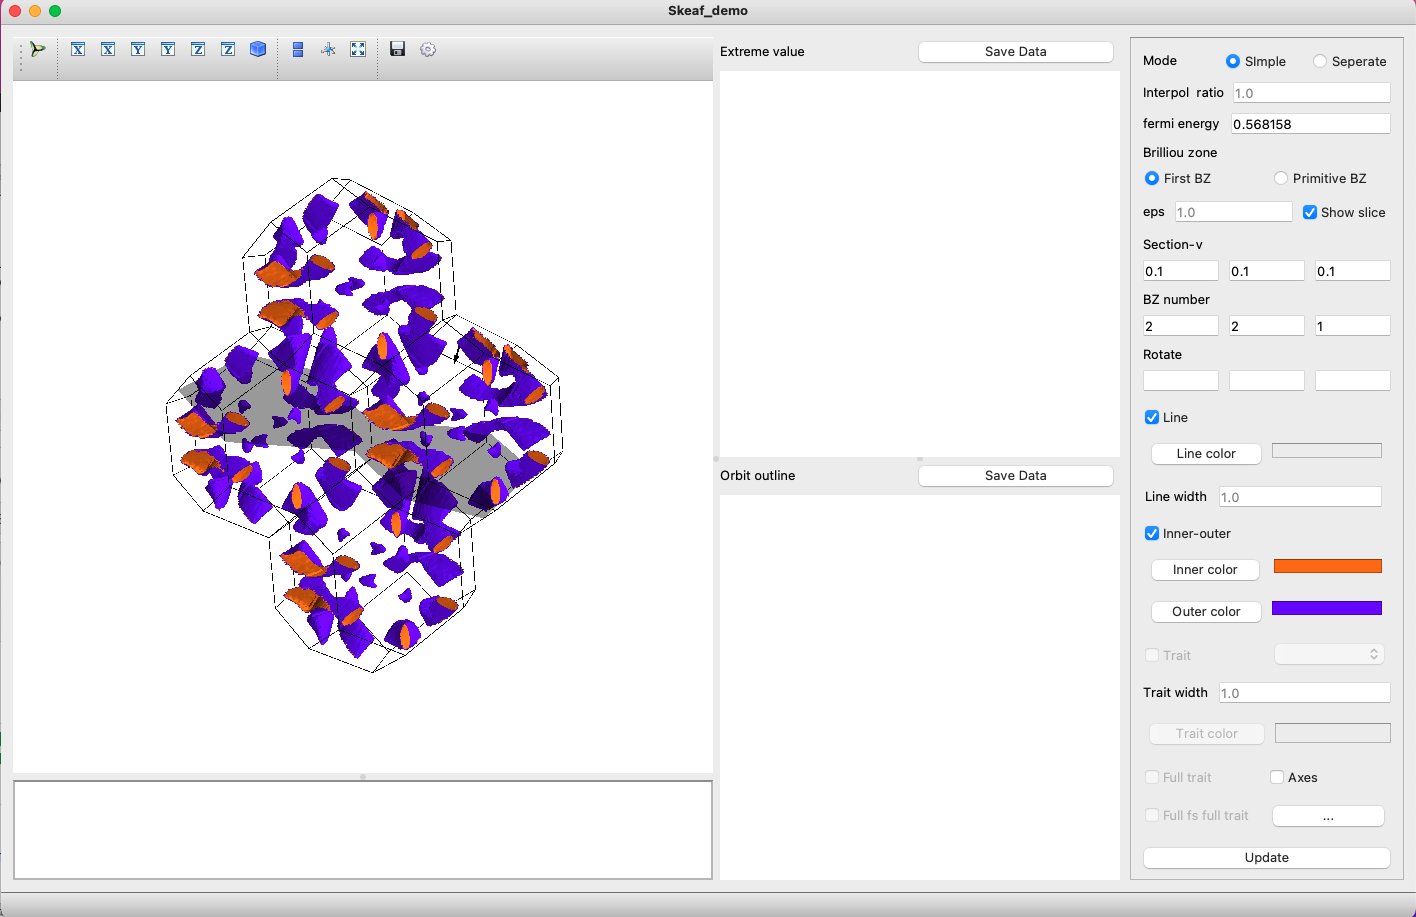 Skeaf_demo
X X Y Y Z Z
Extreme value
Save Data
Orbit outline
Save Data
Mode SImple Seperate
Interpol ratio 1.0
fermi energy 0.568158
Brilliou zone
First BZ Primitive BZ
eps 1.0 Show slice
Section-v
0.1 0.1 0.1
BZ number
2 2 1
Rotate
Line
Line color
Line width 1.0
Inner-outer
Inner color
Outer color
Trait
Trait width 1.0
Trait color
Full trait Axes
Full fs full trait ...
Update